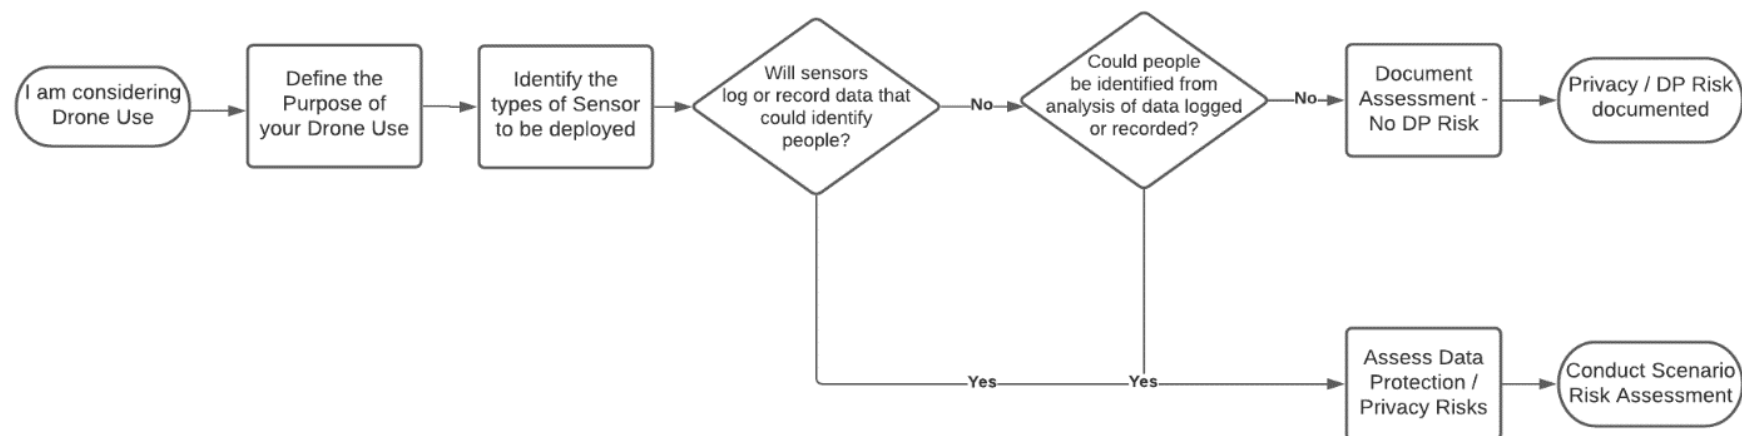 I am considering
Drone Use
Define the
Purpose of
your Drone Use
Identify the
types of Sensor
to be deployed
Will sensors
log or record data that
could identify
people?
No
Could people
be identified from
analysis of data logged
or recorded?
No
Document
Assessment -
No DP Risk
Privacy / DP Risk
documented
Yes
Yes
Assess Data
Protection /
Privacy Risks
Conduct Scenario
Risk Assessment